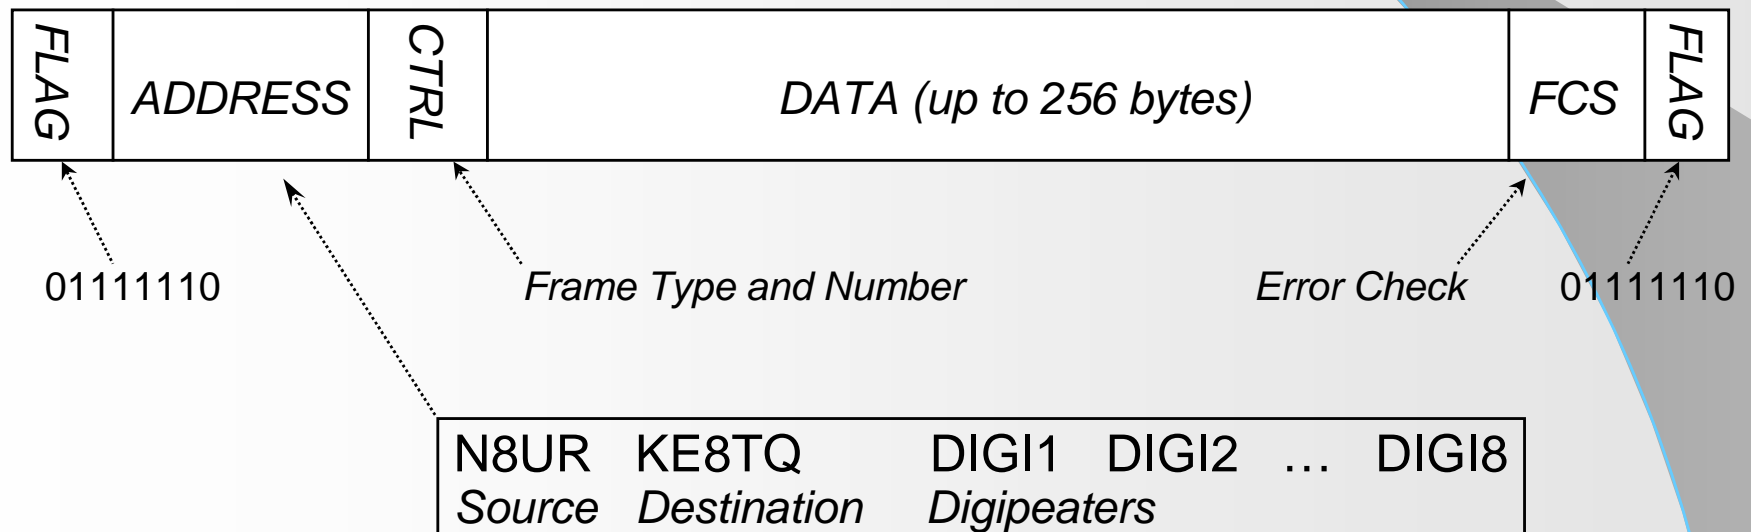 FLAG
ADDRESS
CTRL
DATA (up to 256 bytes)
FCS
FLAG
01111110
Frame Type and Number
Error Check
01111110
N8UR KE8TQ DIGI1 DIGI2 … DIGI8
Source Destination Digipeaters